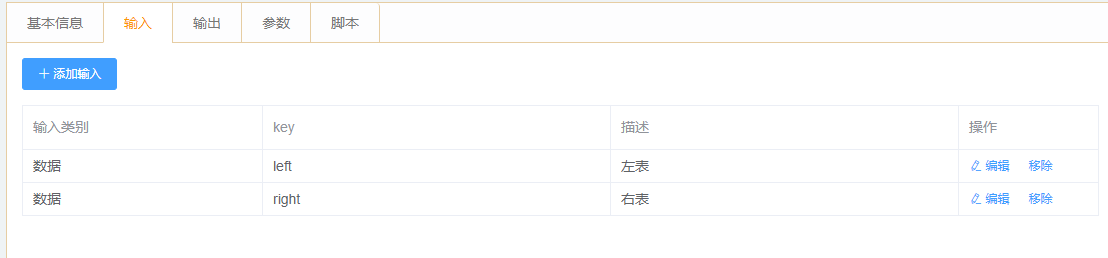 基本信息 输入 输出 参数 脚本
添加输入
输入类别 key 描述 操作
数据 left 左表 编辑 移除
数据 right 右表 编辑 移除